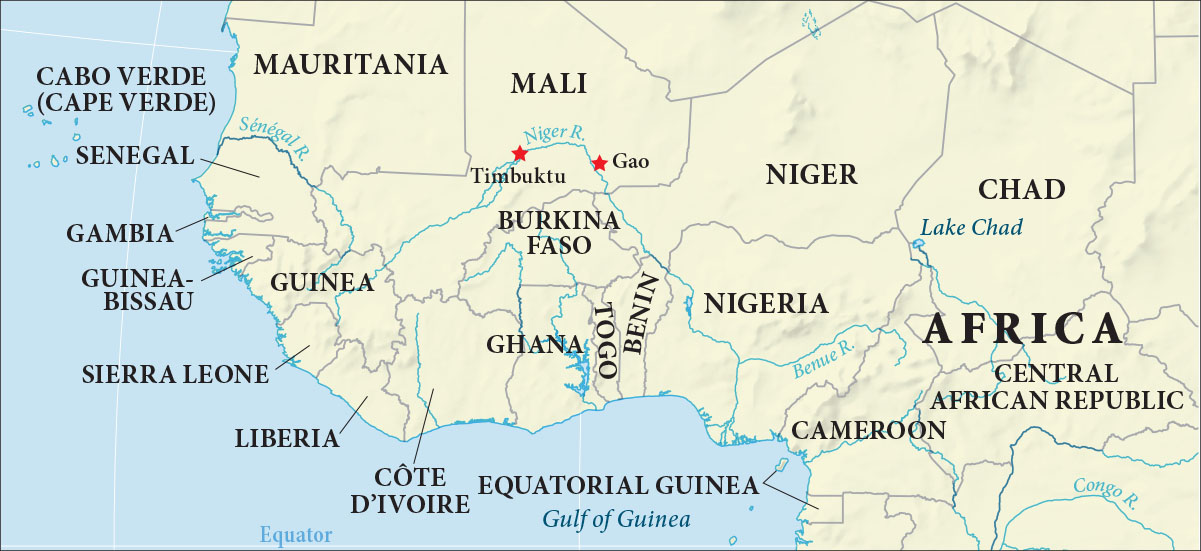 MAURITANIA
MALI
CABO VERDE
(CAPE VERDE)
Sénégal R.
Niger R.
SENEGAL
Timbuktu
Gao
NIGER
CHAD
BURKINA
FASO
Lake Chad
GAMBIA
GUINEA-
BISSAU
GUINEA
NIGERIA
TOGO
BENIN
AFRICA
GHANA
Benue R.
SIERRA LEONE
CENTRAL
AFRICAN REPUBLIC
LIBERIA
CAMEROON
CÔTE
D’IVOIRE
EQUATORIAL GUINEA
Congo R.
Gulf of Guinea
Equator